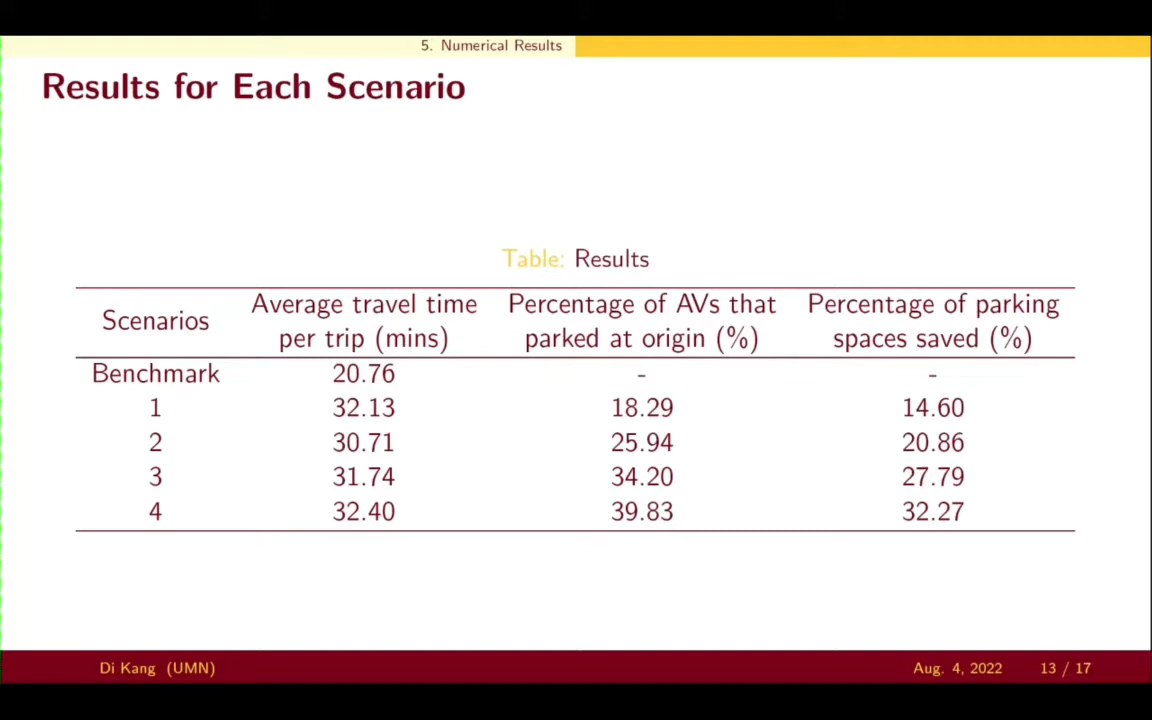 5. Numerical Results
Results for Each Scenario
Table: Results
Scenarios Average travel time per trip (mins) Percentage of AVs that parked at origin (%) Percentage of parking spaces saved (%)
Benchmark 20.76 - -
1 32.13 18.29 14.60
2 30.71 25.94 20.86
3 31.74 34.20 27.79
4 32.40 39.83 32.27
Di Kang (UMN) Aug. 4, 2022 13 / 17